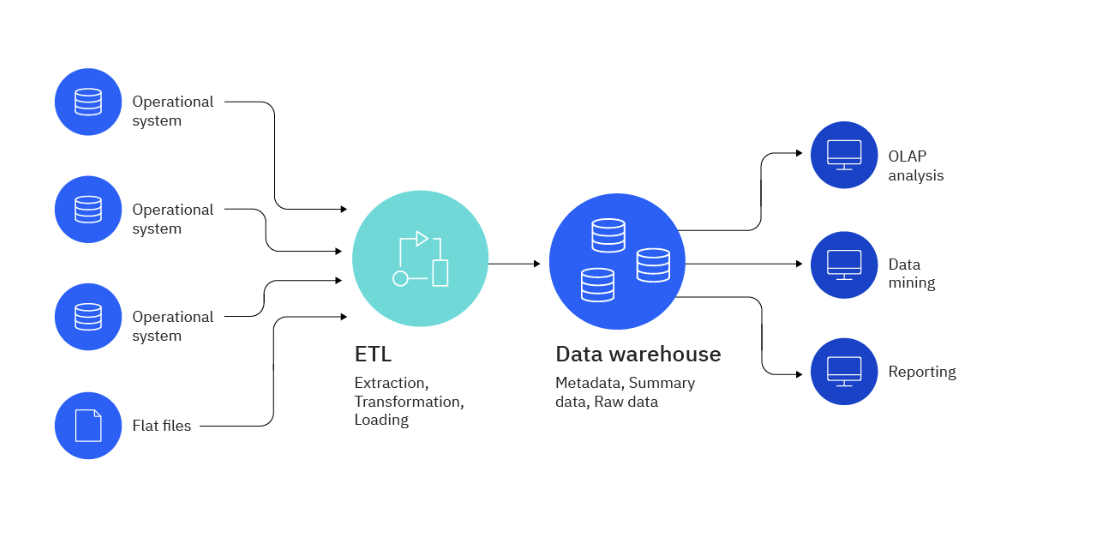 Operational
system
Operational
system
Operational
system
Flat files
ETL
Extraction,
Transformation,
Loading
Data warehouse
Metadata, Summary
data, Raw data
OLAP
analysis
Data
mining
Reporting